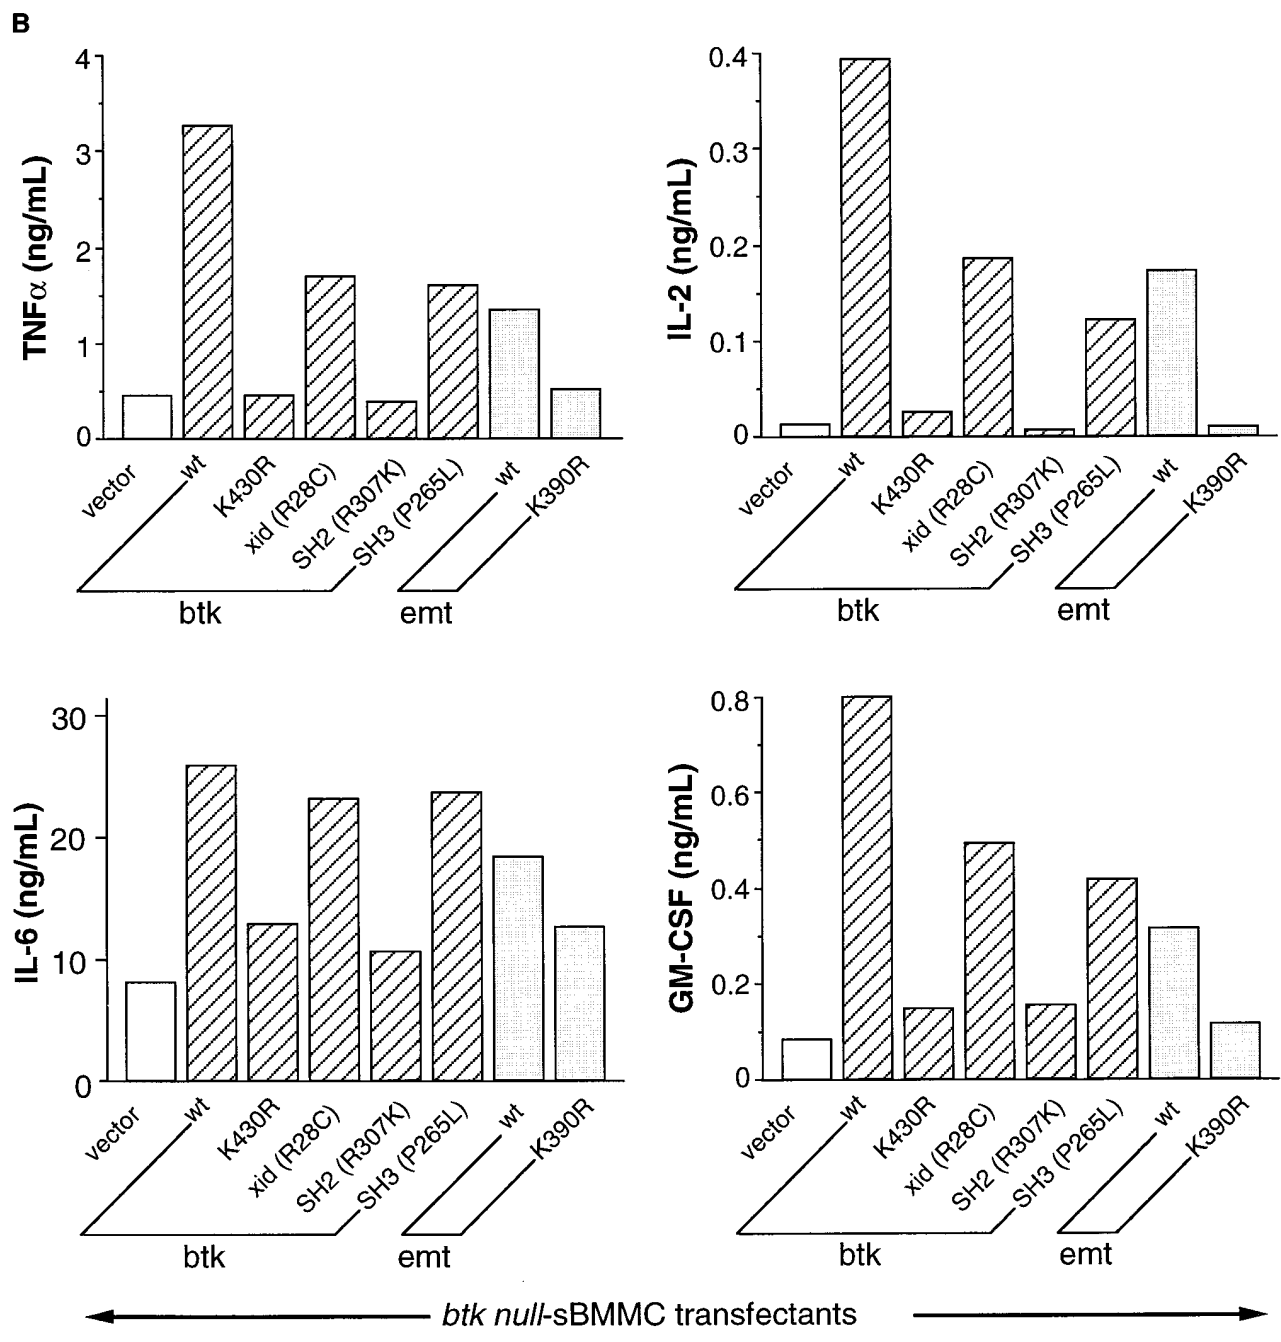 B
TNFα (ng/mL)
4
3
2
1
0
vector
wt
K430R
xid (R28C)
SH2 (R307K)
SH3 (P265L)
wt
K390R
btk
emt
IL-2 (ng/mL)
0.4
0.3
0.2
0.1
0
vector
wt
K430R
xid (R28C)
SH2 (R307K)
SH3 (P265L)
wt
K390R
btk
emt
IL-6 (ng/mL)
30
20
10
0
vector
wt
K430R
xid (R28C)
SH2 (R307K)
SH3 (P265L)
wt
K390R
btk
emt
GM-CSF (ng/mL)
0.8
0.6
0.4
0.2
0
vector
wt
K430R
xid (R28C)
SH2 (R307K)
SH3 (P265L)
wt
K390R
btk
emt
btk null-sBMMC transfectants